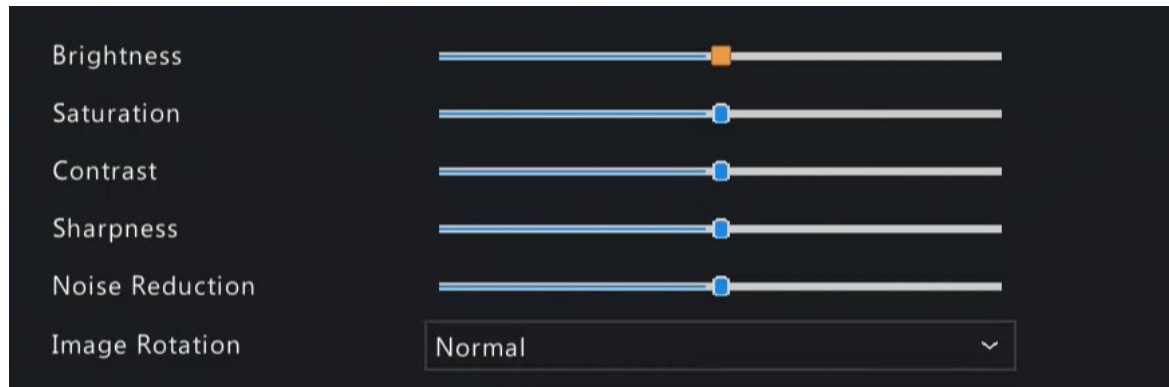 Brightness
Saturation
Contrast
Sharpness
Noise Reduction
Image Rotation Normal